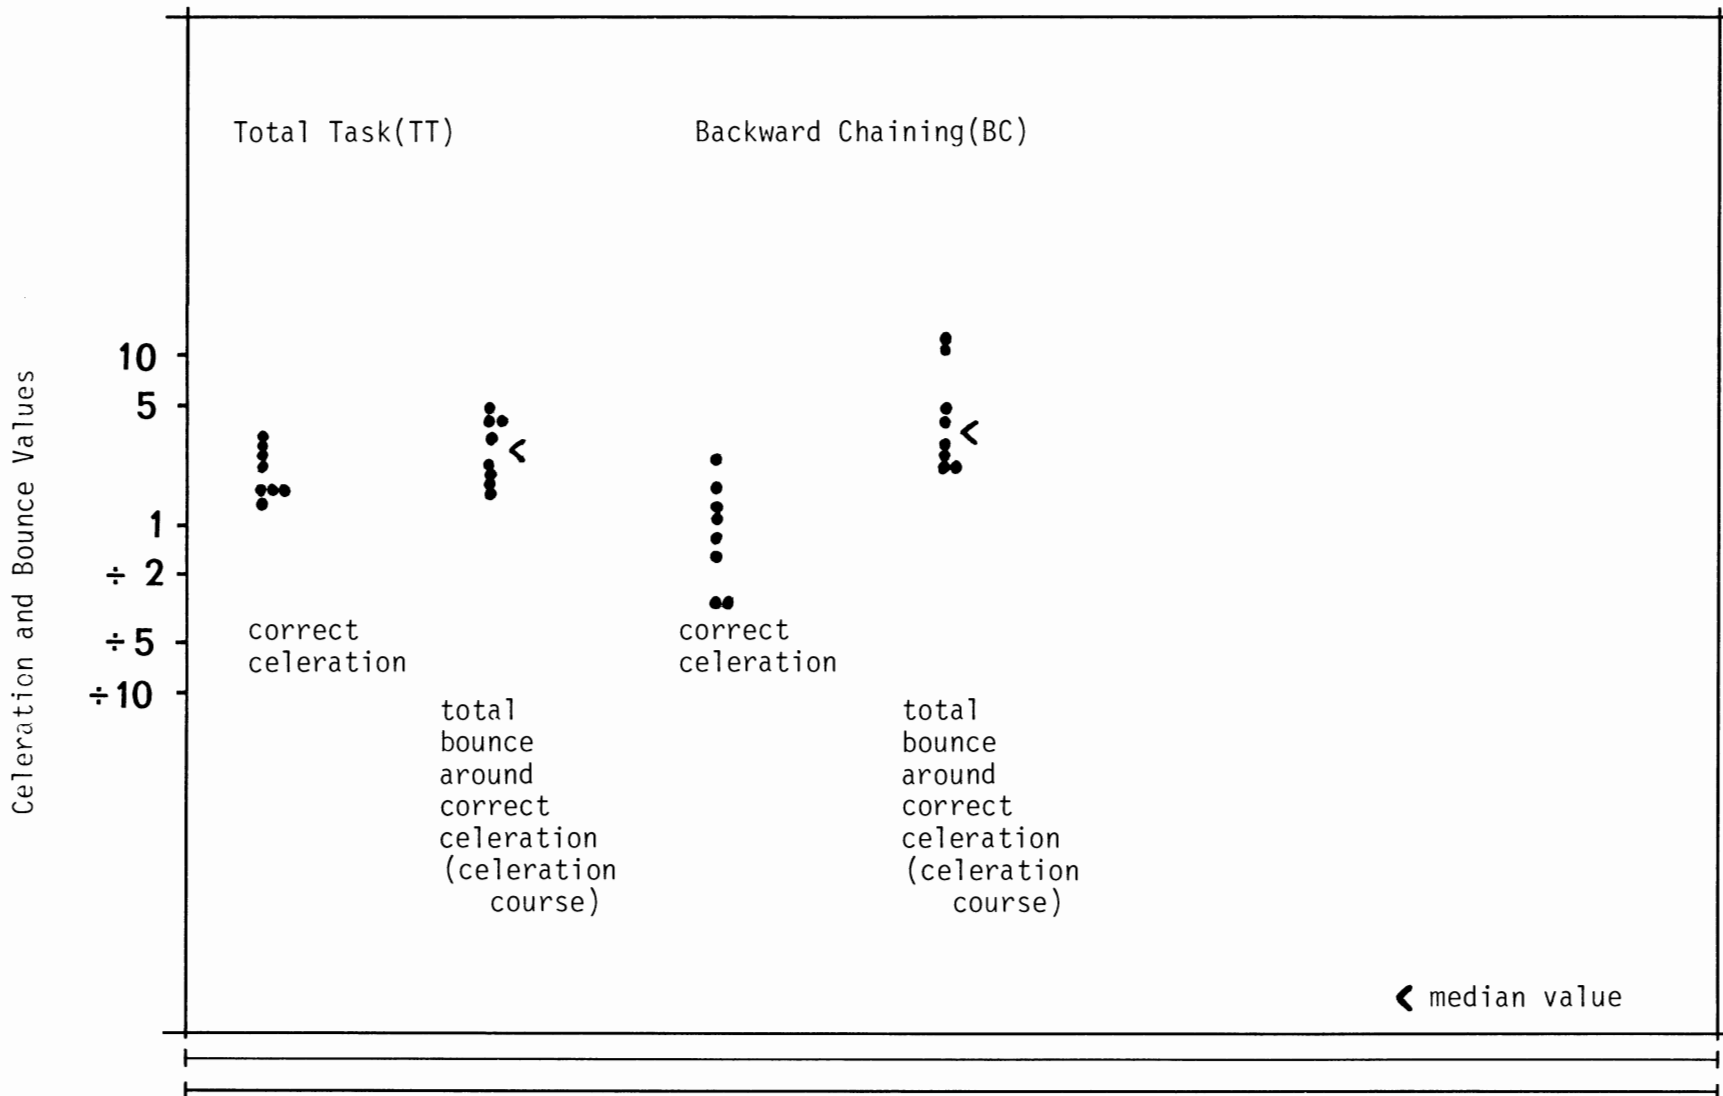 Total Task(TT)
Backward Chaining(BC)
Celeration and Bounce Values
10
5
1
÷ 2
÷ 5
÷ 10
correct
celeration
total
bounce
around
correct
celeration
(celeration
course)
correct
celeration
total
bounce
around
correct
celeration
(celeration
course)
< median value